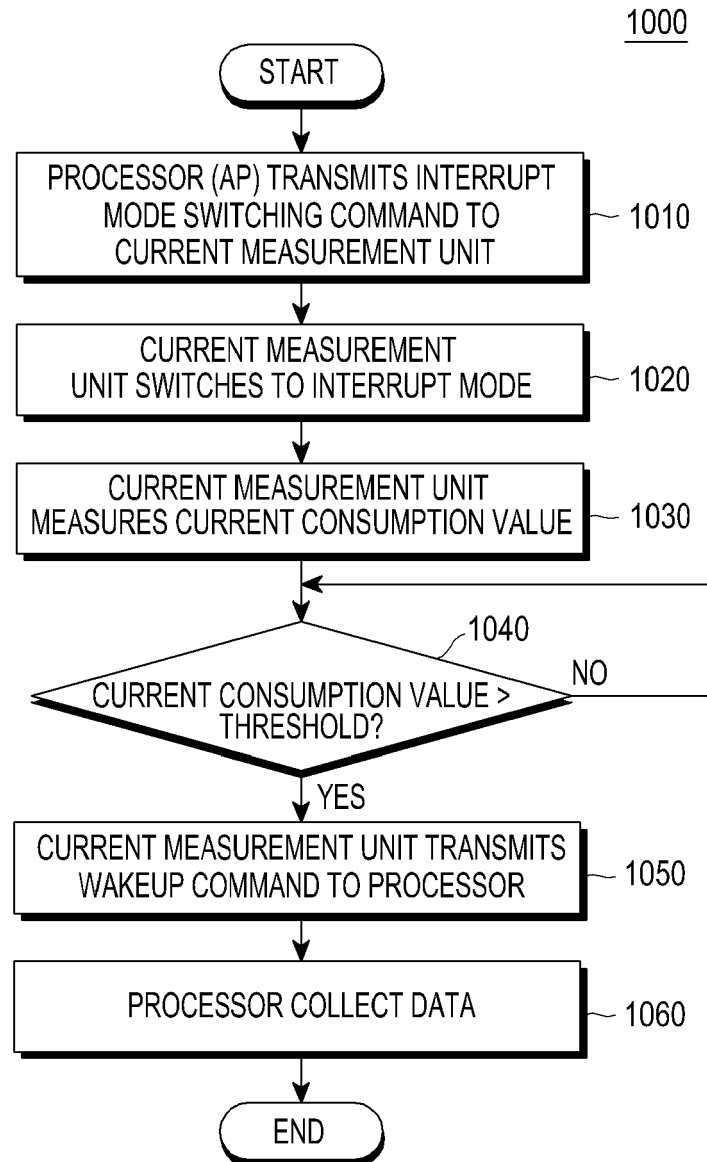 1000
START
PROCESSOR (AP) TRANSMITS INTERRUPT
MODE SWITCHING COMMAND TO
CURRENT MEASUREMENT UNIT
1010
CURRENT MEASUREMENT
UNIT SWITCHES TO INTERRUPT MODE
1020
CURRENT MEASUREMENT UNIT
MEASURES CURRENT CONSUMPTION VALUE
1030
1040
NO
CURRENT CONSUMPTION VALUE >
THRESHOLD?
YES
CURRENT MEASUREMENT UNIT TRANSMITS
WAKEUP COMMAND TO PROCESSOR
1050
PROCESSOR COLLECT DATA
1060
END